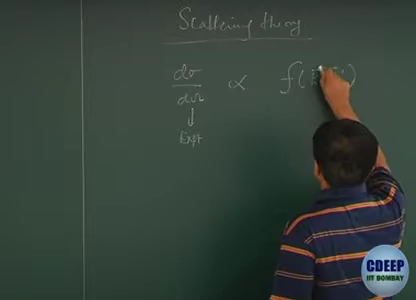 Scattering theory
dσ/dΩ ∝ f(
↓
Expt
CDEEP
IIT BOMBAY